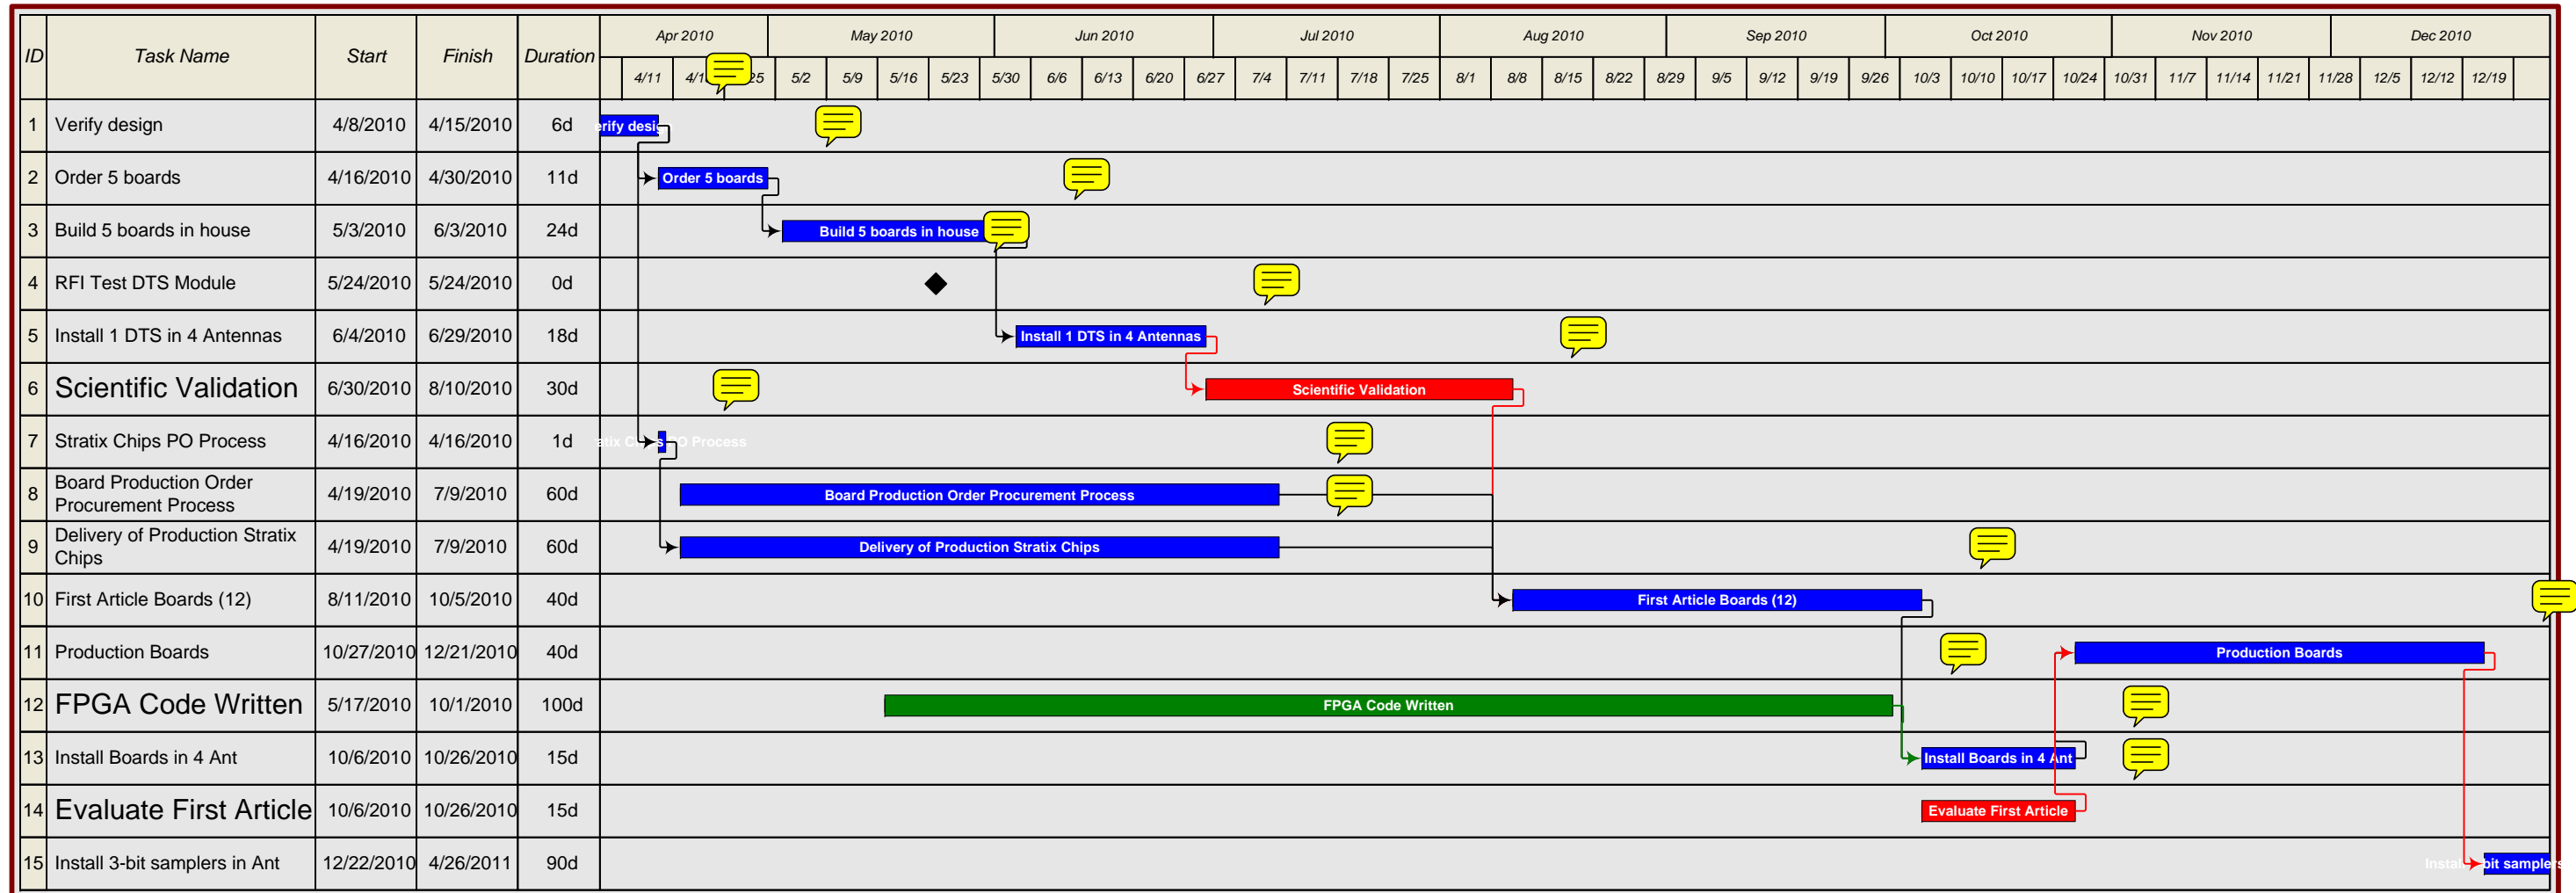 ID Task Name Start Finish Duration
Apr 2010 May 2010 Jun 2010 Jul 2010 Aug 2010 Sep 2010 Oct 2010 Nov 2010 Dec 2010
4/11 5/2 5/9 5/16 5/23 5/30 6/6 6/13 6/20 6/27 7/4 7/11 7/18 7/25 8/1 8/8 8/15 8/22 8/29 9/5 9/12 9/19 9/26 10/3 10/10 10/17 10/24 10/31 11/7 11/14 11/21 11/28 12/5 12/12 12/19
1 Verify design 4/8/2010 4/15/2010 6d
2 Order 5 boards 4/16/2010 4/30/2010 11d Order 5 boards
3 Build 5 boards in house 5/3/2010 6/3/2010 24d Build 5 boards in house
4 RFI Test DTS Module 5/24/2010 5/24/2010 0d
5 Install 1 DTS in 4 Antennas 6/4/2010 6/29/2010 18d Install 1 DTS in 4 Antennas
6 Scientific Validation 6/30/2010 8/10/2010 30d Scientific Validation
7 Stratix Chips PO Process 4/16/2010 4/16/2010 1d PO Process
8 Board Production Order
Procurement Process 4/19/2010 7/9/2010 60d Board Production Order Procurement Process
9 Delivery of Production Stratix
Chips 4/19/2010 7/9/2010 60d Delivery of Production Stratix Chips
10 First Article Boards (12) 8/11/2010 10/5/2010 40d First Article Boards (12)
11 Production Boards 10/27/2010 12/21/2010 40d Production Boards
12 FPGA Code Written 5/17/2010 10/1/2010 100d FPGA Code Written
13 Install Boards in 4 Ant 10/6/2010 10/26/2010 15d Install Boards in 4 Ant
14 Evaluate First Article 10/6/2010 10/26/2010 15d Evaluate First Article
15 Install 3-bit samplers in Ant 12/22/2010 4/26/2011 90d